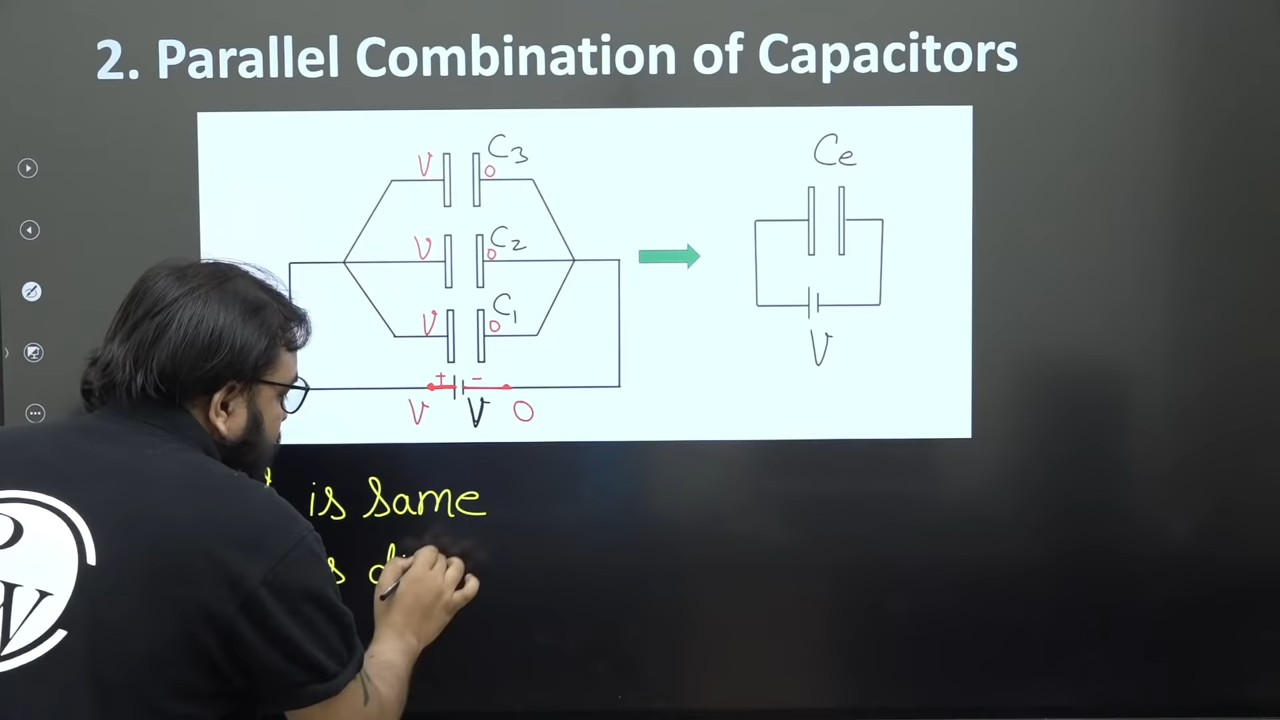 2. Parallel Combination of Capacitors
V C3
0
Ce
V C2
0
V C1
0
+ -
V V 0
V
is same
s
P
W